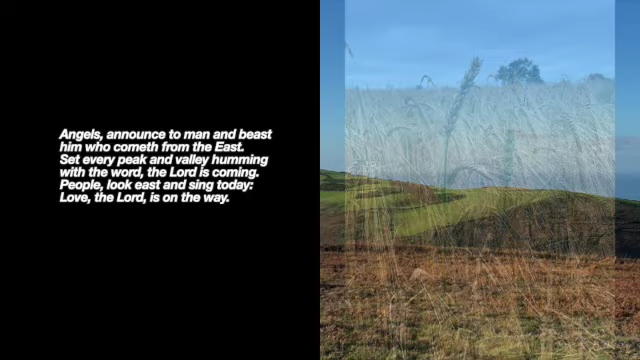 Angels, announce to man and beast
him who cometh from the East.
Set every peak and valley humming
with the word, the Lord is coming.
People, look east and sing today:
Love, the Lord, is on the way.